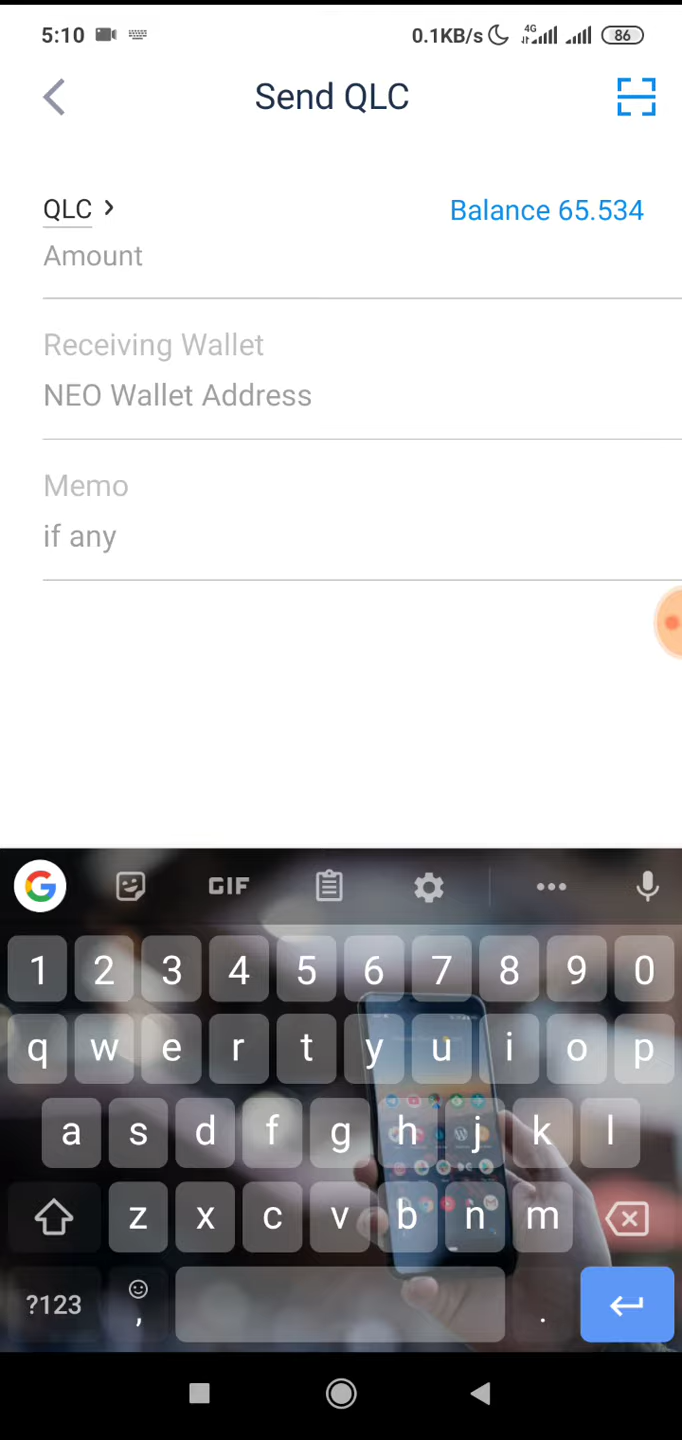 5:10 0.1KB/s 4G 86
Send QLC
QLC > Balance 65.534
Amount
Receiving Wallet
NEO Wallet Address
Memo
if any
G GIF
1 2 3 4 5 6 7 8 9 0
q w e r t y u i o p
a s d f g h j k l
z x c v b n m
?123 , .